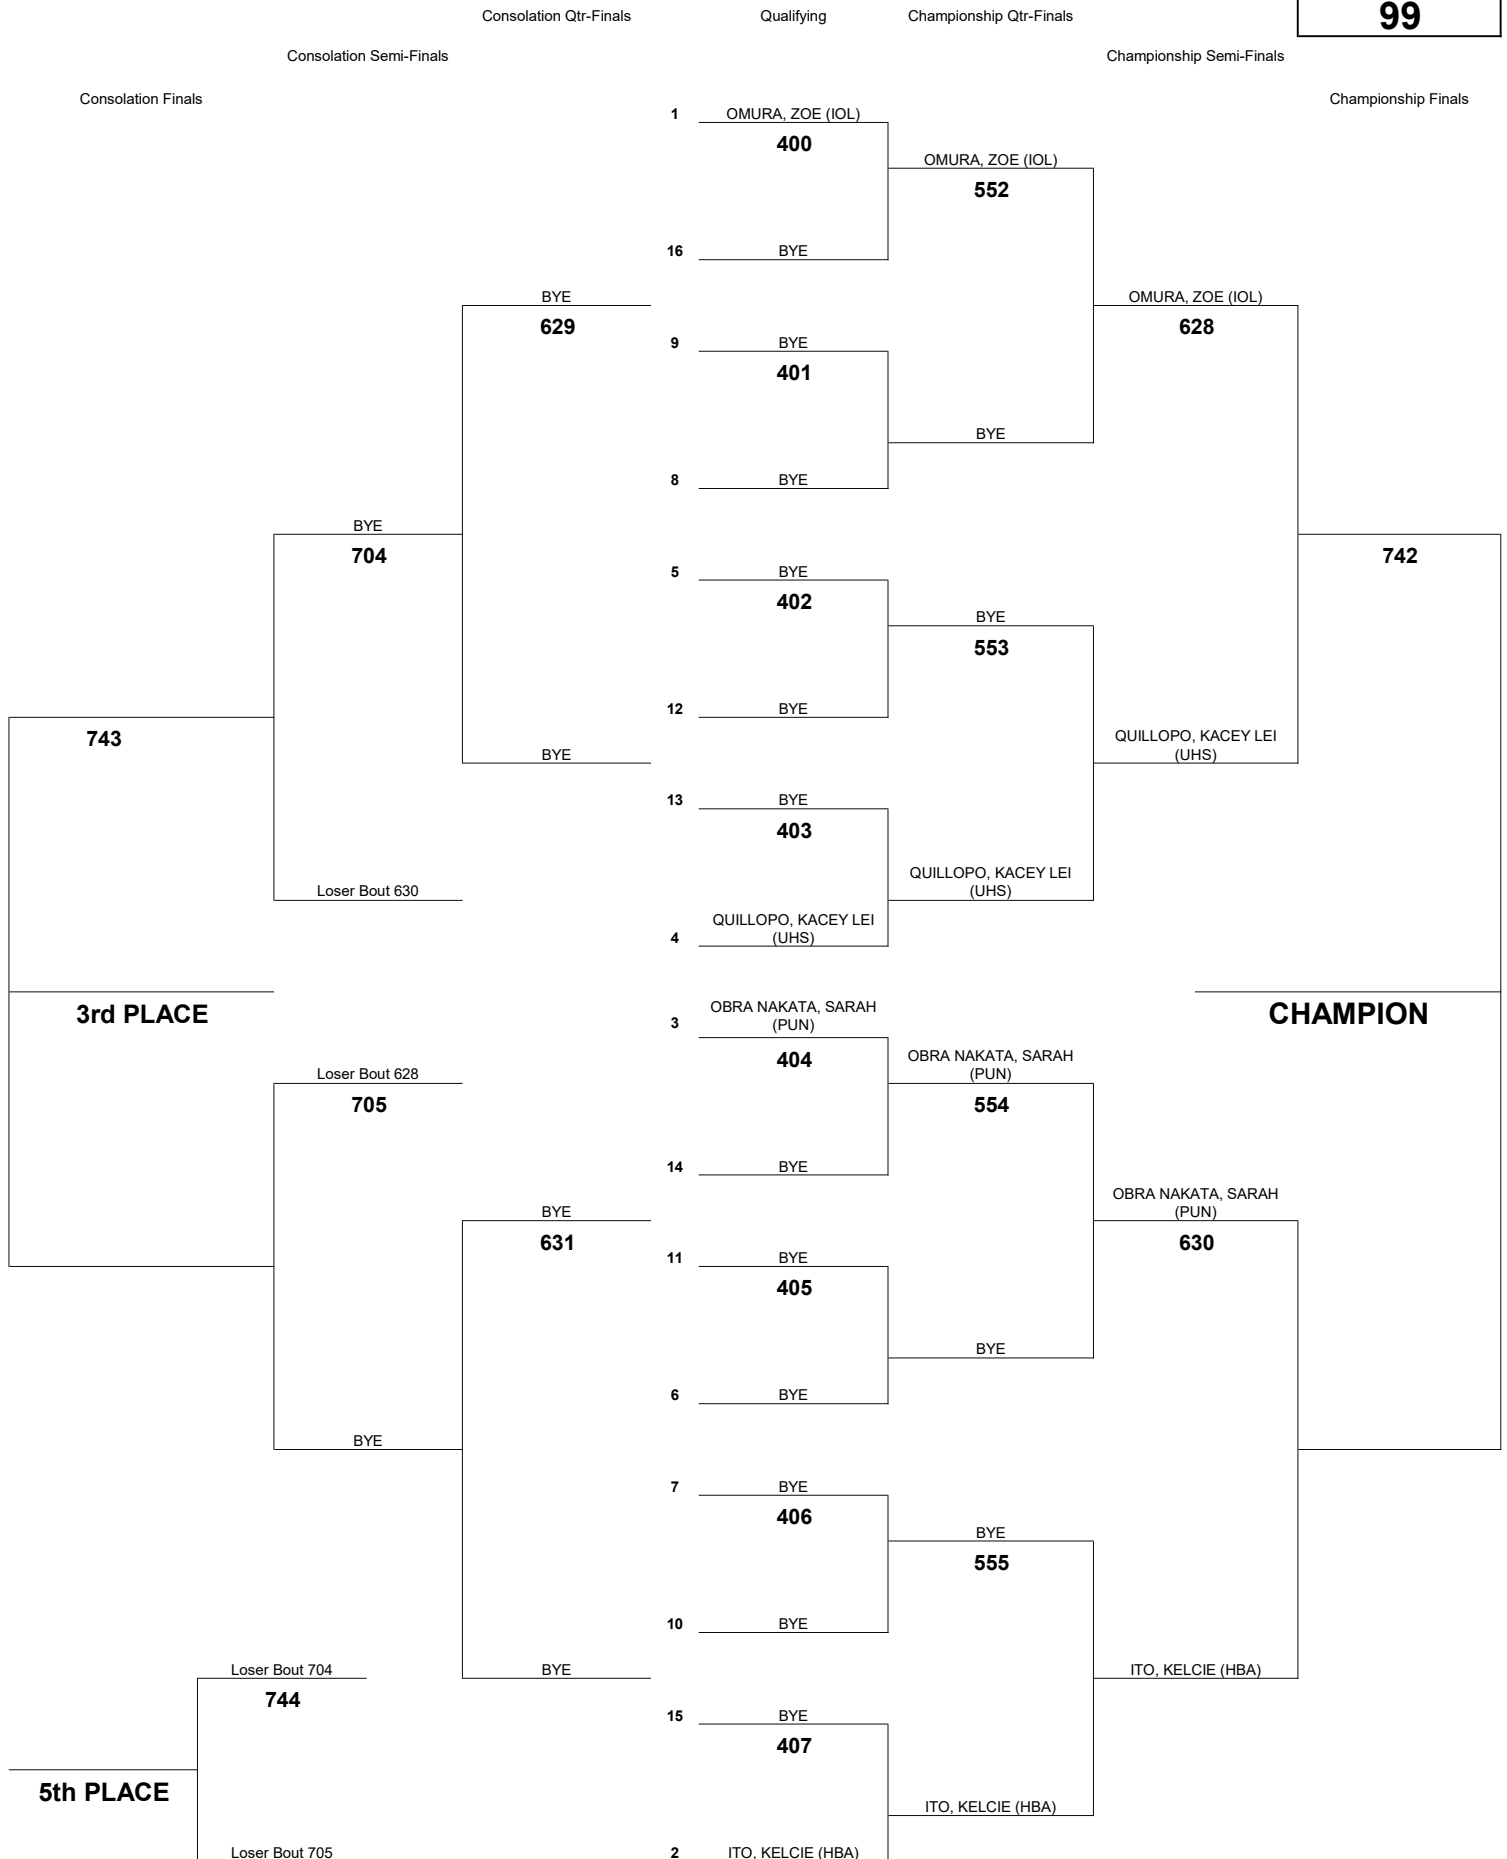 Consolation Qtr-Finals
Qualifying
Championship Qtr-Finals
99
Consolation Semi-Finals
Championship Semi-Finals
Consolation Finals
Championship Finals
1
OMURA, ZOE (IOL)
400
OMURA, ZOE (IOL)
552
16
BYE
BYE
629
OMURA, ZOE (IOL)
628
9
BYE
401
BYE
8
BYE
BYE
704
742
5
BYE
402
BYE
553
12
BYE
743
BYE
QUILLOPO, KACEY LEI
(UHS)
13
BYE
403
Loser Bout 630
QUILLOPO, KACEY LEI
(UHS)
4
QUILLOPO, KACEY LEI
(UHS)
3rd PLACE
CHAMPION
3
OBRA NAKATA, SARAH
(PUN)
404
OBRA NAKATA, SARAH
(PUN)
554
Loser Bout 628
705
14
BYE
BYE
631
OBRA NAKATA, SARAH
(PUN)
630
11
BYE
405
BYE
6
BYE
BYE
7
BYE
406
BYE
555
10
BYE
Loser Bout 704
744
BYE
ITO, KELCIE (HBA)
15
BYE
407
5th PLACE
ITO, KELCIE (HBA)
Loser Bout 705
2
ITO, KELCIE (HBA)